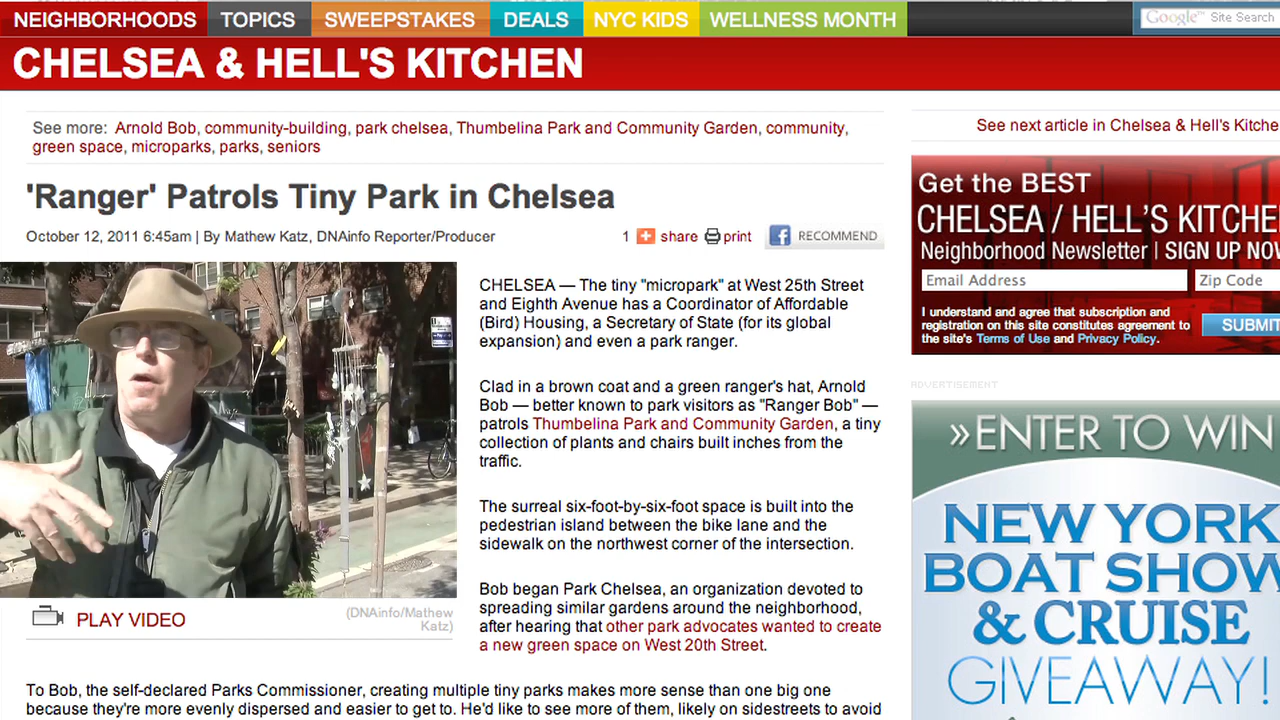 NEIGHBORHOODS TOPICS SWEEPSTAKES DEALS NYC KIDS WELLNESS MONTH
Google™ Site Search
CHELSEA & HELL'S KITCHEN
See more: Arnold Bob, community-building, park chelsea, Thumbelina Park and Community Garden, community,
green space, microparks, parks, seniors
'Ranger' Patrols Tiny Park in Chelsea
October 12, 2011 6:45am | By Mathew Katz, DNAinfo Reporter/Producer
1 share print RECOMMEND
CHELSEA — The tiny "micropark" at West 25th Street
and Eighth Avenue has a Coordinator of Affordable
(Bird) Housing, a Secretary of State (for its global
expansion) and even a park ranger.
Clad in a brown coat and a green ranger's hat, Arnold
Bob — better known to park visitors as "Ranger Bob" —
patrols Thumbelina Park and Community Garden, a tiny
collection of plants and chairs built inches from the
traffic.
The surreal six-foot-by-six-foot space is built into the
pedestrian island between the bike lane and the
sidewalk on the northwest corner of the intersection.
Bob began Park Chelsea, an organization devoted to
spreading similar gardens around the neighborhood,
after hearing that other park advocates wanted to create
a new green space on West 20th Street.
PLAY VIDEO
(DNAinfo/Mathew
Katz)
To Bob, the self-declared Parks Commissioner, creating multiple tiny parks makes more sense than one big one
because they're more evenly dispersed and easier to get to. He'd like to see more of them, likely on sidestreets to avoid
See next article in Chelsea & Hell's Kitche
Get the BEST
CHELSEA / HELL'S KITCHE
Neighborhood Newsletter | SIGN UP NOW
Email Address
Zip Code
I understand and agree that subscription and
registration on this site constitutes agreement to
the site's Terms of Use and Privacy Policy.
SUBMIT
ADVERTISEMENT
» ENTER TO WIN
NEW YORK
BOAT SHOW
& CRUISE
GIVEAWAY!